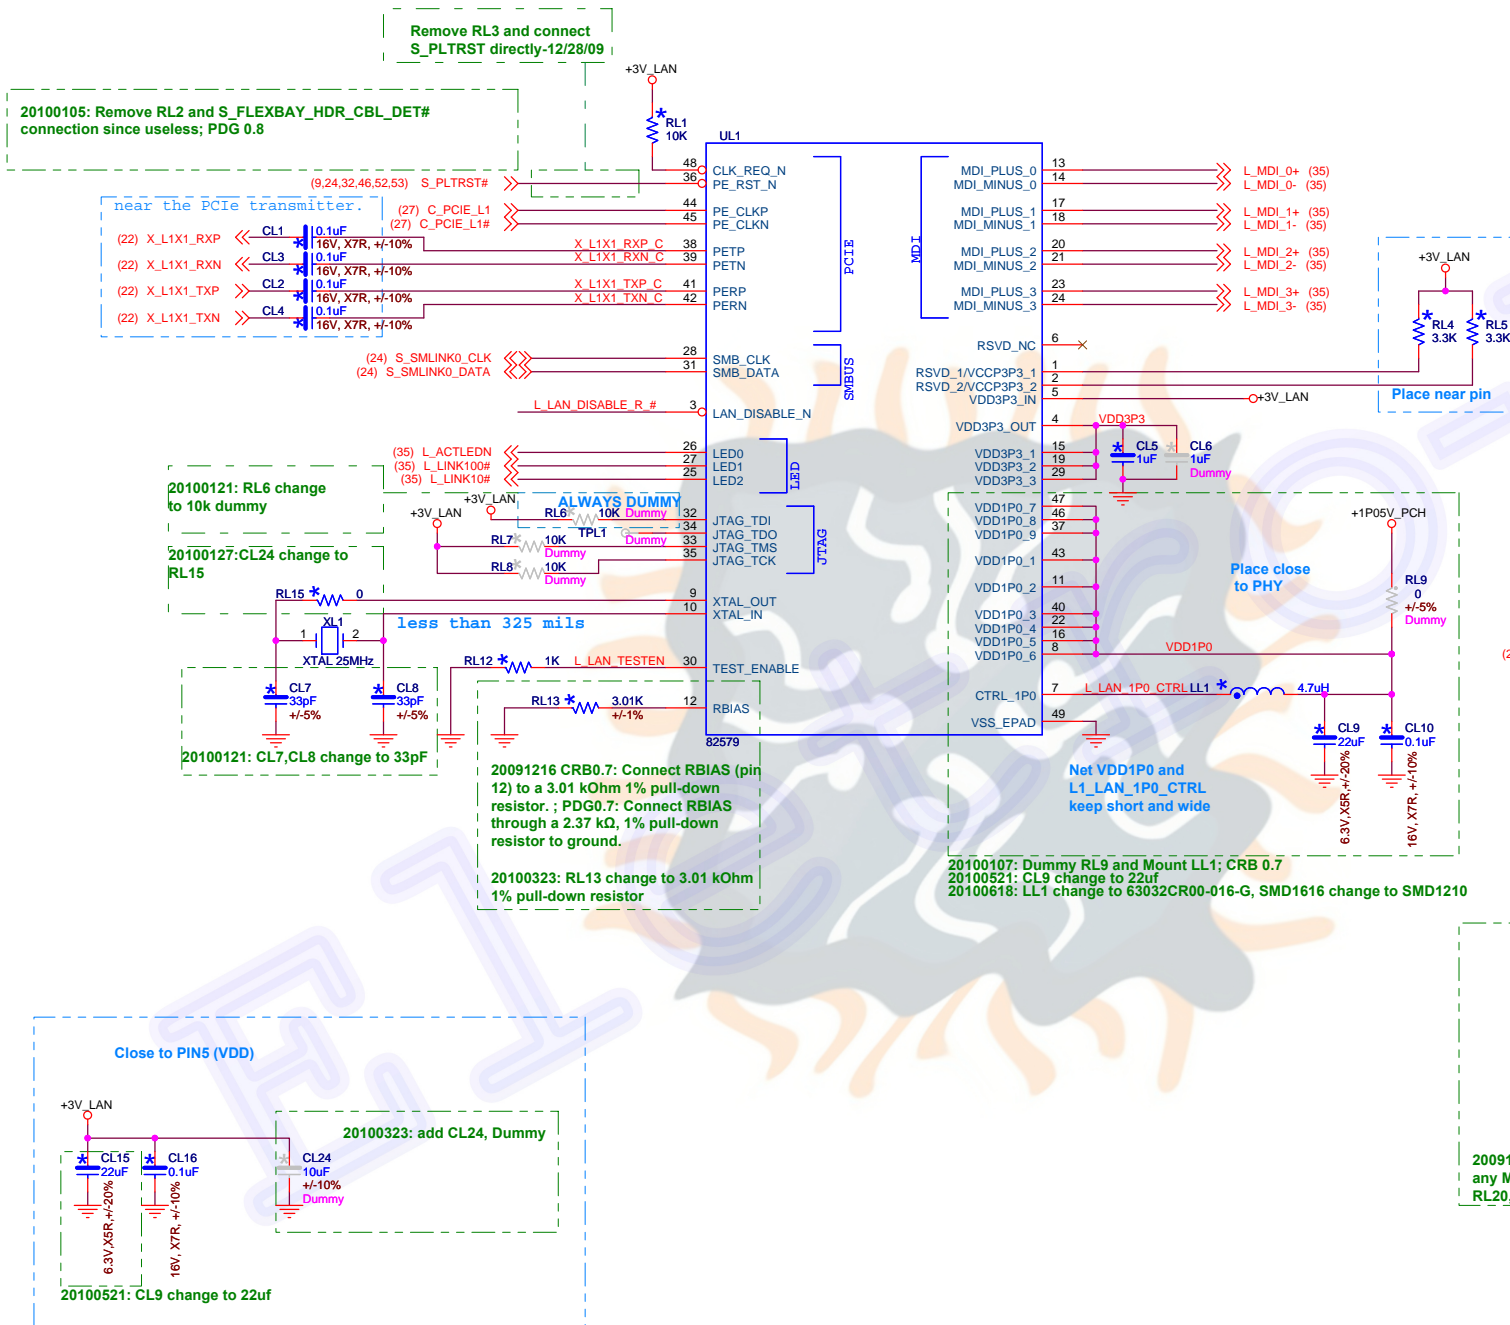 Remove RL3 and connect
S_PLTRST directly-12/28/09
20100105: Remove RL2 and S_FLEXBAY_HDR_CBL_DET#
connection since useless; PDG 0.8
+3V_LAN
RL1
10K
UL1
(9,24,32,46,52,53) S_PLTRST#
48 CLK_REQ_N
36 PE_RST_N
near the PCIe transmitter.
(27) C_PCIE_L1 44 PE_CLKP
(27) C_PCIE_L1# 45 PE_CLKN
(22) X_L1X1_RXP CL1 0.1uF
16V, X7R, +/-10%
X_L1X1_RXP_C 38 PETP
(22) X_L1X1_RXN CL3 0.1uF
16V, X7R, +/-10%
X_L1X1_RXN_C 39 PETN
(22) X_L1X1_TXP CL2 0.1uF
16V, X7R, +/-10%
X_L1X1_TXP_C 41 PERP
(22) X_L1X1_TXN CL4 0.1uF
16V, X7R, +/-10%
X_L1X1_TXN_C 42 PERN
PCIE
(24) S_SMLINK0_CLK 28 SMB_CLK
(24) S_SMLINK0_DATA 31 SMB_DATA
SMBUS
L_LAN_DISABLE_R_# 3 LAN_DISABLE_N
(35) L_ACTLEDN 26 LED0
(35) L_LINK100# 27 LED1
(35) L_LINK10# 25 LED2
LED
20100121: RL6 change
to 10k dummy
+3V_LAN
ALWAYS DUMMY
+3V_LAN
RL6 10K Dummy 32 JTAG_TDI
TPL1 Dummy 34 JTAG_TDO
RL7 10K Dummy 33 JTAG_TMS
RL8 10K Dummy 35 JTAG_TCK
JTAG
20100127:CL24 change to
RL15
RL15 0 9 XTAL_OUT
10 XTAL_IN
less than 325 mils
XL1
1 2
XTAL 25MHz
CL7
33pF
+/-5%
CL8
33pF
+/-5%
20100121: CL7,CL8 change to 33pF
RL12 1K L_LAN_TESTEN 30 TEST_ENABLE
RL13 3.01K
+/-1%
12 RBIAS
82579
20091216 CRB0.7: Connect RBIAS (pin
12) to a 3.01 kOhm 1% pull-down
resistor. ; PDG0.7: Connect RBIAS
through a 2.37 kΩ, 1% pull-down
resistor to ground.
20100323: RL13 change to 3.01 kOhm
1% pull-down resistor
MDI
MDI_PLUS_0 13 L_MDI_0+ (35)
MDI_MINUS_0 14 L_MDI_0- (35)
MDI_PLUS_1 17 L_MDI_1+ (35)
MDI_MINUS_1 18 L_MDI_1- (35)
MDI_PLUS_2 20 L_MDI_2+ (35)
MDI_MINUS_2 21 L_MDI_2- (35)
MDI_PLUS_3 23 L_MDI_3+ (35)
MDI_MINUS_3 24 L_MDI_3- (35)
RSVD_NC 6
RSVD_1/VCCP3P3_1 1
RSVD_2/VCCP3P3_2 2
VDD3P3_IN 5 +3V_LAN
+3V_LAN
RL4
3.3K
RL5
3.3K
Place near pin
VDD3P3_OUT 4 VDD3P3
VDD3P3_1 15
VDD3P3_2 19
VDD3P3_3 29
CL5
1uF
CL6
1uF
Dummy
VDD1P0_7 47
VDD1P0_8 46
VDD1P0_9 37
VDD1P0_1 43
VDD1P0_2 11
VDD1P0_3 40
VDD1P0_4 22
VDD1P0_5 16
VDD1P0_6 8 VDD1P0
+1P05V_PCH
Place close
to PHY
RL9
0
+/-5%
Dummy
(2
CTRL_1P0 7 L_LAN_1P0_CTRL LL1 4.7uH
VSS_EPAD 49
CL9
22uF
6.3V,X5R,+/-20%
CL10
0.1uF
16V, X7R, +/-10%
Net VDD1P0 and
L1_LAN_1P0_CTRL
keep short and wide
20100107: Dummy RL9 and Mount LL1; CRB 0.7
20100521: CL9 change to 22uf
20100618: LL1 change to 63032CR00-016-G, SMD1616 change to SMD1210
Close to PIN5 (VDD)
+3V_LAN
CL15
22uF
6.3V,X5R,+/-20%
CL16
0.1uF
16V, X7R, +/-10%
20100323: add CL24, Dummy
CL24
10uF
+/-10%
Dummy
20100521: CL9 change to 22uf
20091
any M
RL20,